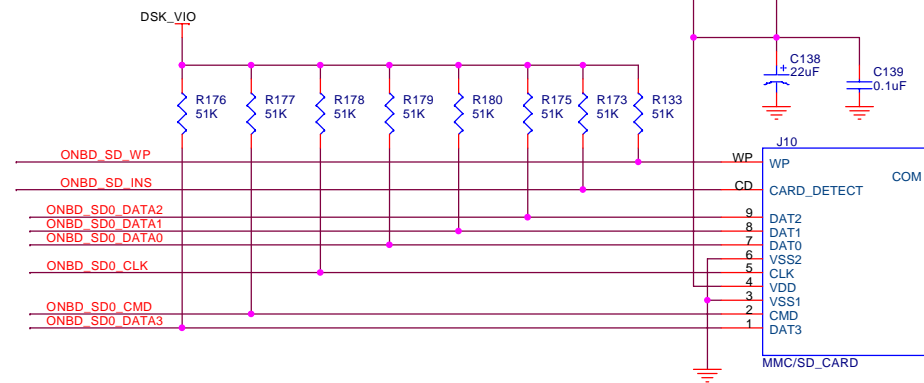 DSK_VIO
C138
22uF
C139
0.1uF
R176
51K
R177
51K
R178
51K
R179
51K
R180
51K
R175
51K
R173
51K
R133
51K
J10
ONBD_SD_WP
WP
WP
COM
ONBD_SD_INS
CD
CARD_DETECT
ONBD_SD0_DATA2
9
DAT2
ONBD_SD0_DATA1
8
DAT1
ONBD_SD0_DATA0
7
DAT0
6
VSS2
ONBD_SD0_CLK
5
CLK
4
VDD
3
VSS1
ONBD_SD0_CMD
2
CMD
ONBD_SD0_DATA3
1
DAT3
MMC/SD_CARD